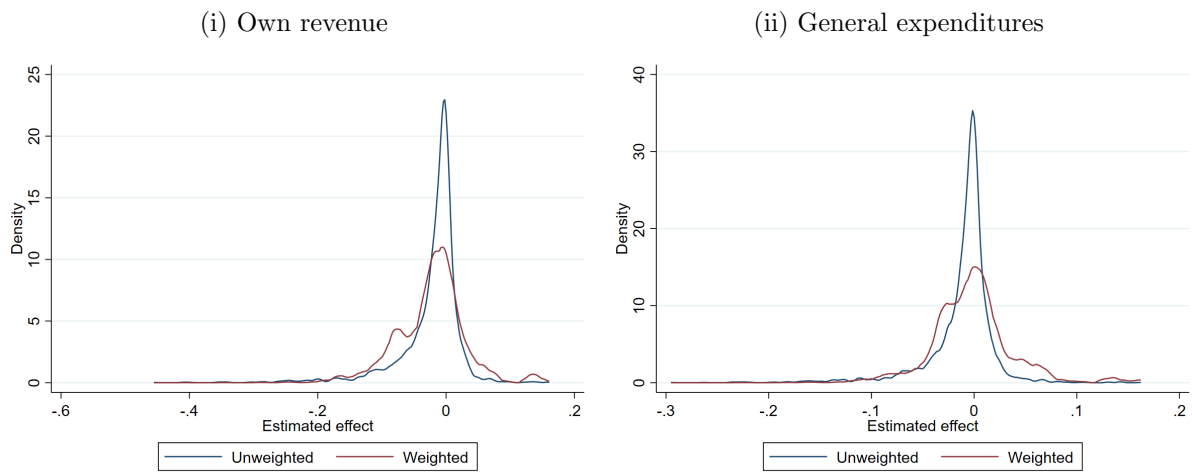 (i) Own revenue
25
20
15
10
5
0
Density
-.6
-.4
-.2
0
.2
Estimated effect
Unweighted
Weighted
(ii) General expenditures
40
30
20
10
0
Density
-.3
-.2
-.1
0
.1
.2
Estimated effect
Unweighted
Weighted